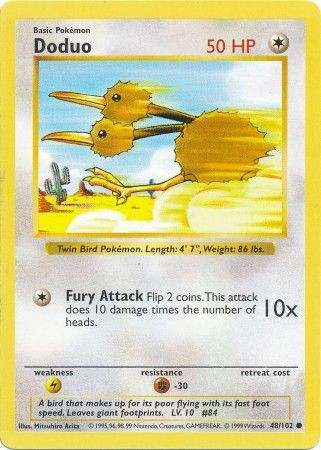 Basic Pokémon
Doduo 50 HP
Twin Bird Pokémon. Length: 4' 7", Weight: 86 lbs.
Fury Attack Flip 2 coins. This attack
does 10 damage times the number of
heads.
10x
weakness resistance retreat cost
-30
A bird that makes up for its poor flying with its fast foot
speed. Leaves giant footprints. LV. 10 #84
Illus. Mitsuhiro Arita © 1995, 96, 98, 99 Nintendo, Creatures, GAMEFREAK. © 1999 Wizards. 48/102 ●